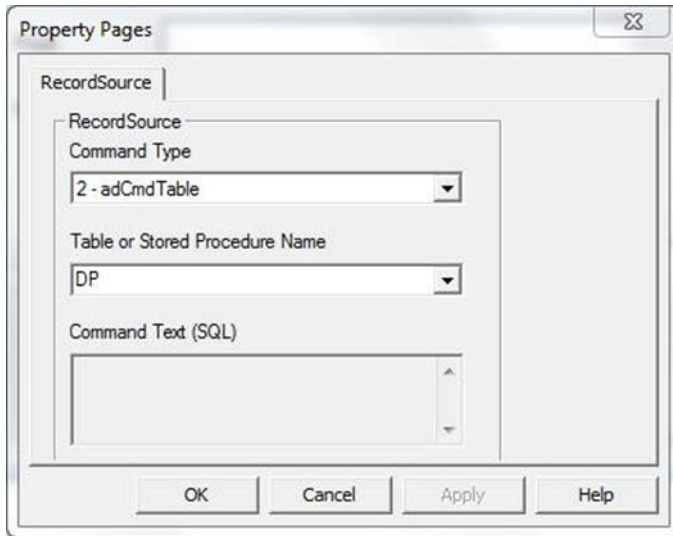 Property Pages
RecordSource
RecordSource
Command Type
2 - adCmdTable
Table or Stored Procedure Name
DP
Command Text (SQL)
OK Cancel Apply Help